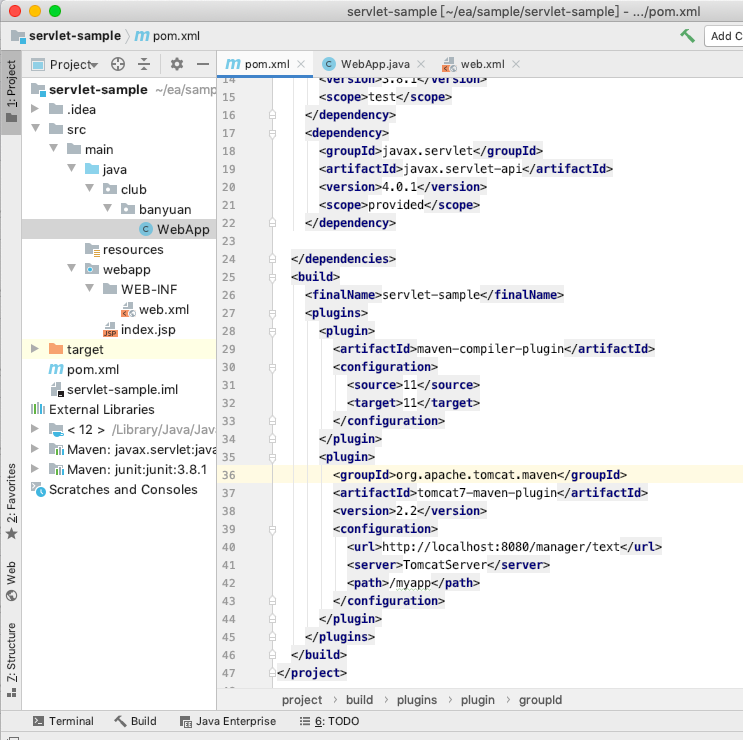 servlet-sample [~/ea/sample/servlet-sample] - .../pom.xml
servlet-sample pom.xml
Add C
1: Project
Project
pom.xml
WebApp.java
web.xml
servlet-sample ~/ea/samp
.idea
src
main
java
club
banyuan
WebApp
resources
webapp
WEB-INF
web.xml
index.jsp
target
pom.xml
servlet-sample.iml
External Libraries
< 12 > /Library/Java/Java
Maven: javax.servlet:java
Maven: junit:junit:3.8.1
Scratches and Consoles
2: Favorites
Web
7: Structure
14 <version>3.8.1</version>
15 <scope>test</scope>
16 </dependency>
17 <dependency>
18 <groupId>javax.servlet</groupId>
19 <artifactId>javax.servlet-api</artifactId>
20 <version>4.0.1</version>
21 <scope>provided</scope>
22 </dependency>
23
24 </dependencies>
25 <build>
26 <finalName>servlet-sample</finalName>
27 <plugins>
28 <plugin>
29 <artifactId>maven-compiler-plugin</artifactId>
30 <configuration>
31 <source>11</source>
32 <target>11</target>
33 </configuration>
34 </plugin>
35 <plugin>
36 <groupId>org.apache.tomcat.maven</groupId>
37 <artifactId>tomcat7-maven-plugin</artifactId>
38 <version>2.2</version>
39 <configuration>
40 <url>http://localhost:8080/manager/text</url>
41 <server>TomcatServer</server>
42 <path>/myapp</path>
43 </configuration>
44 </plugin>
45 </plugins>
46 </build>
47 </project>
project › build › plugins › plugin › groupId
Terminal
Build
Java Enterprise
6: TODO